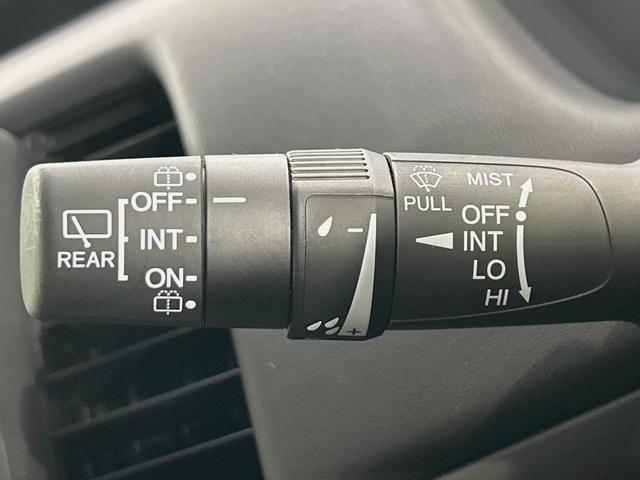 REAR
OFF
INT
ON
−
+
PULL
MIST
OFF
INT
LO
HI